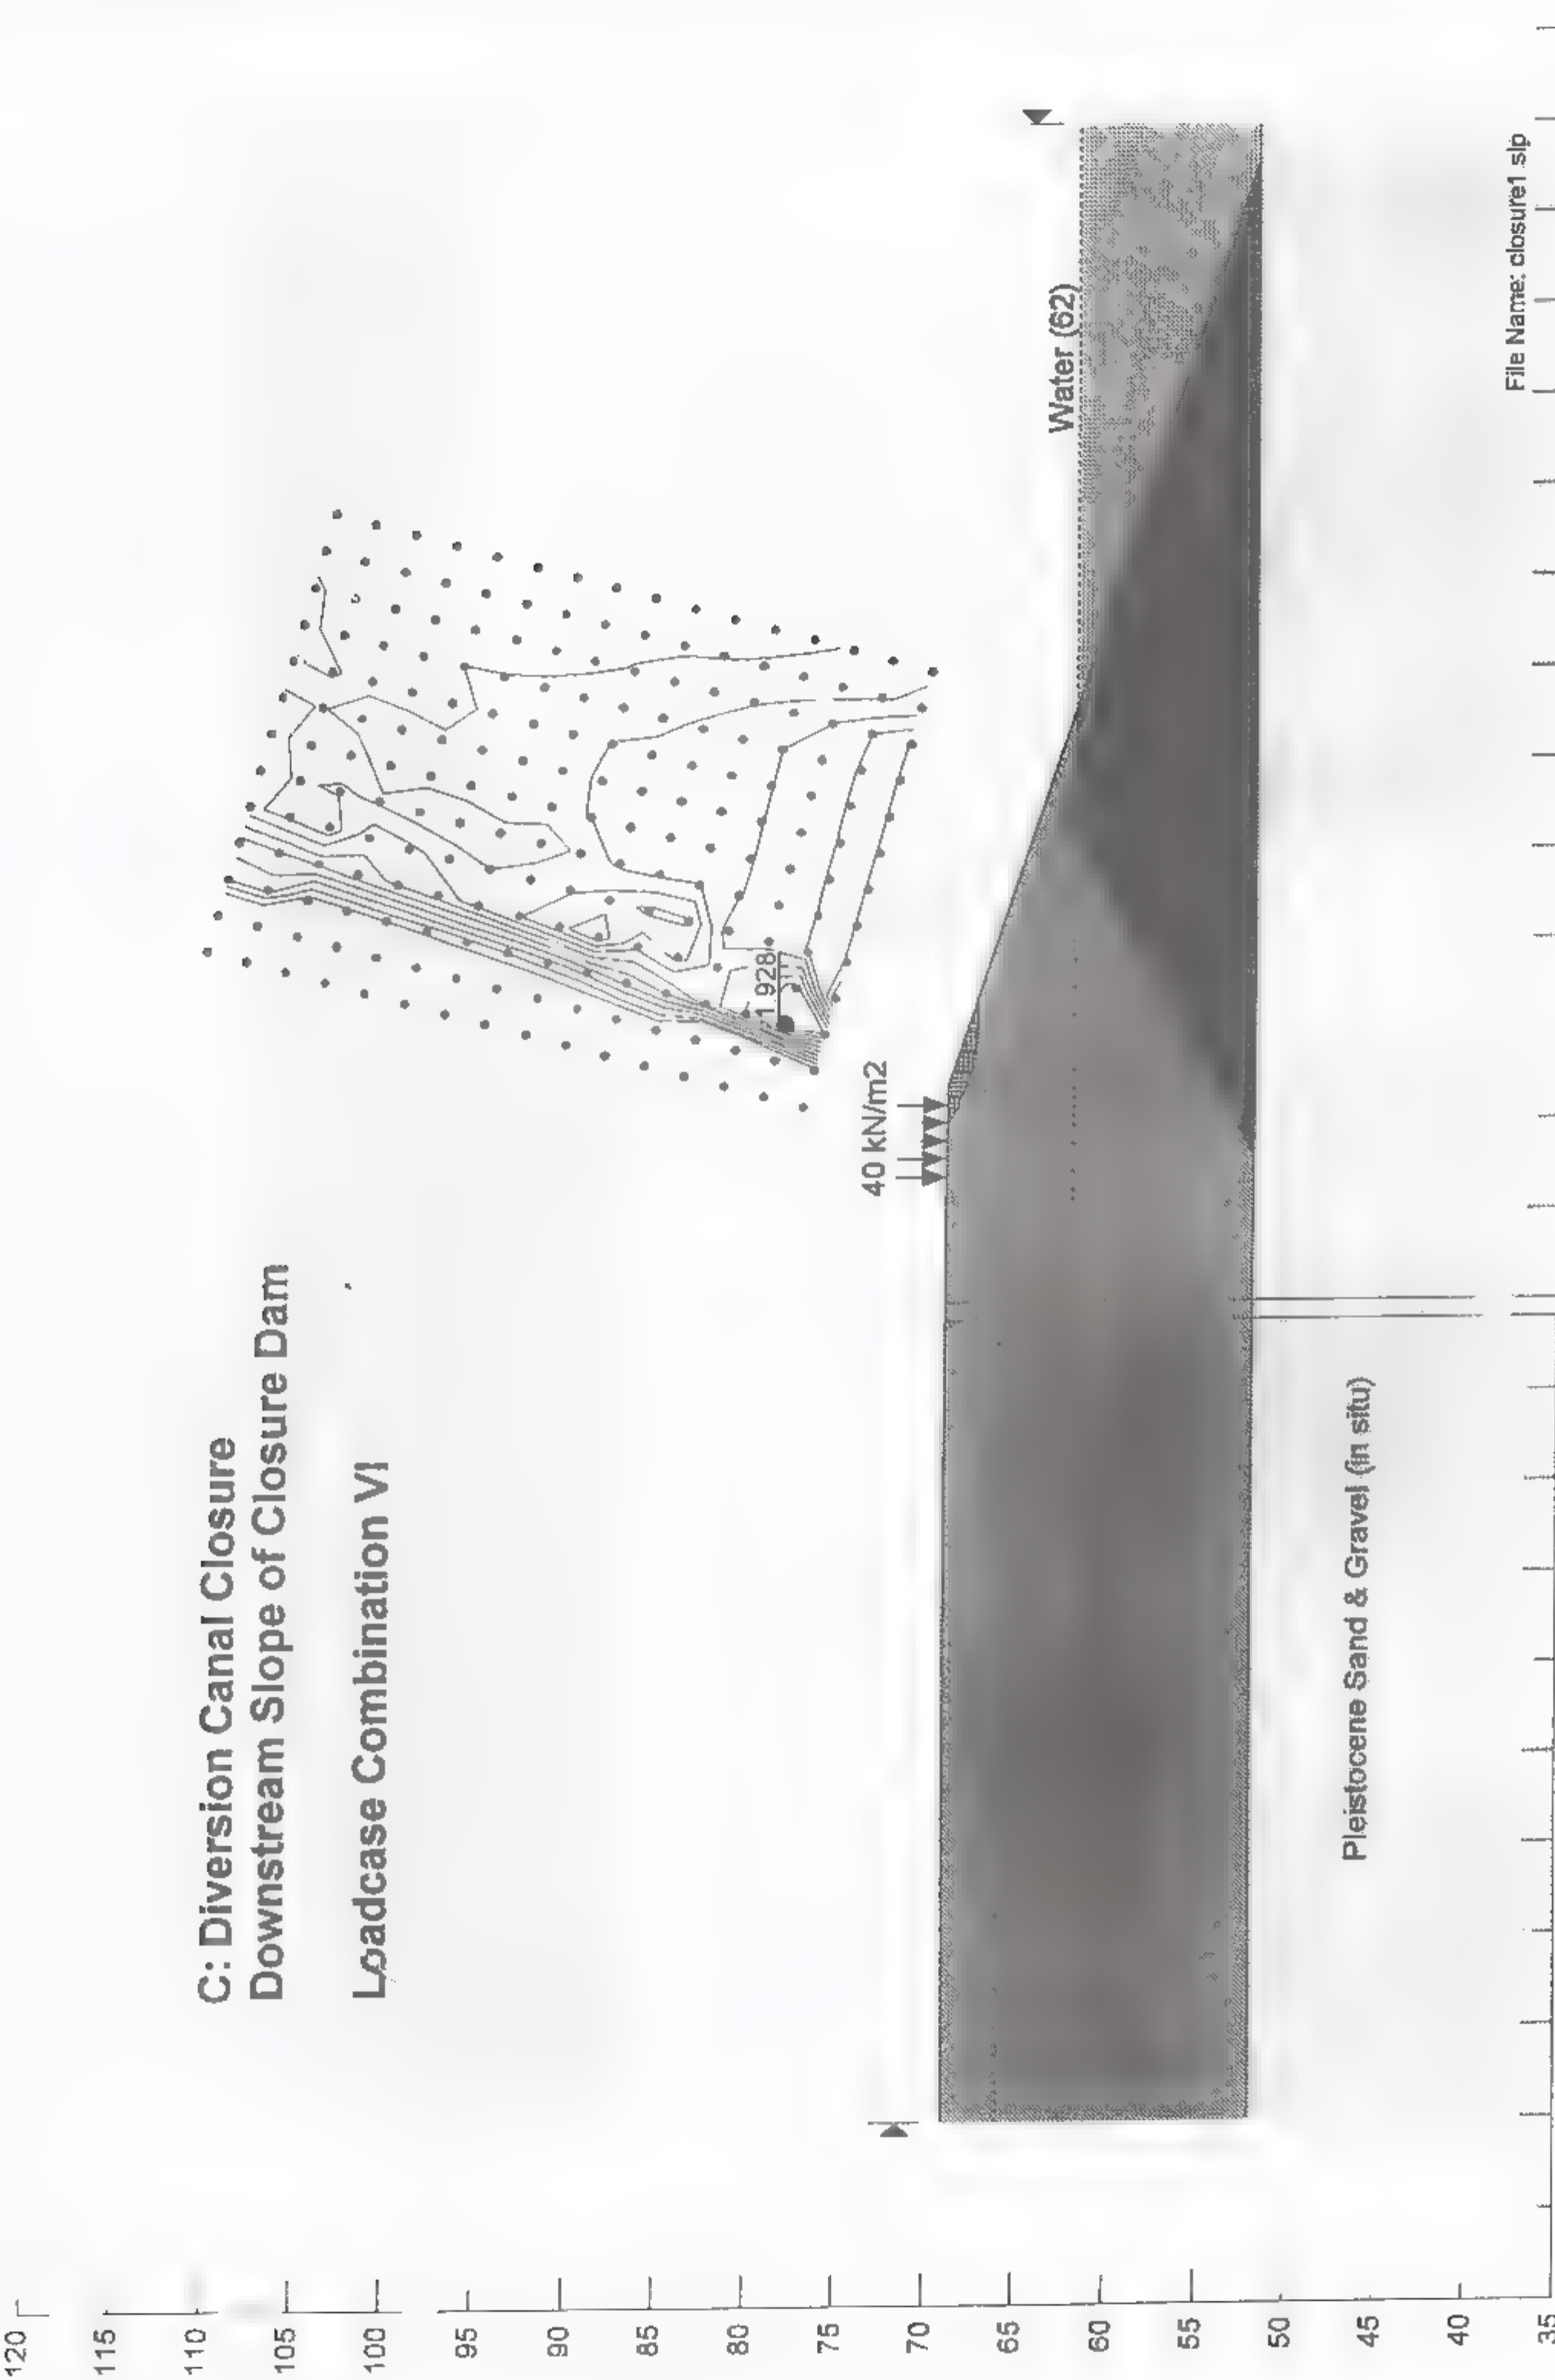 C: Diversion Canal Closure
Downstream Slope of Closure Dam
Loadcase Combination VI
1.928
40 kN/m2
Water (62)
Pleistocene Sand & Gravel (in situ)
File Name: closure1.slp
120
115
110
105
100
95
90
85
80
75
70
65
60
55
50
45
40
35